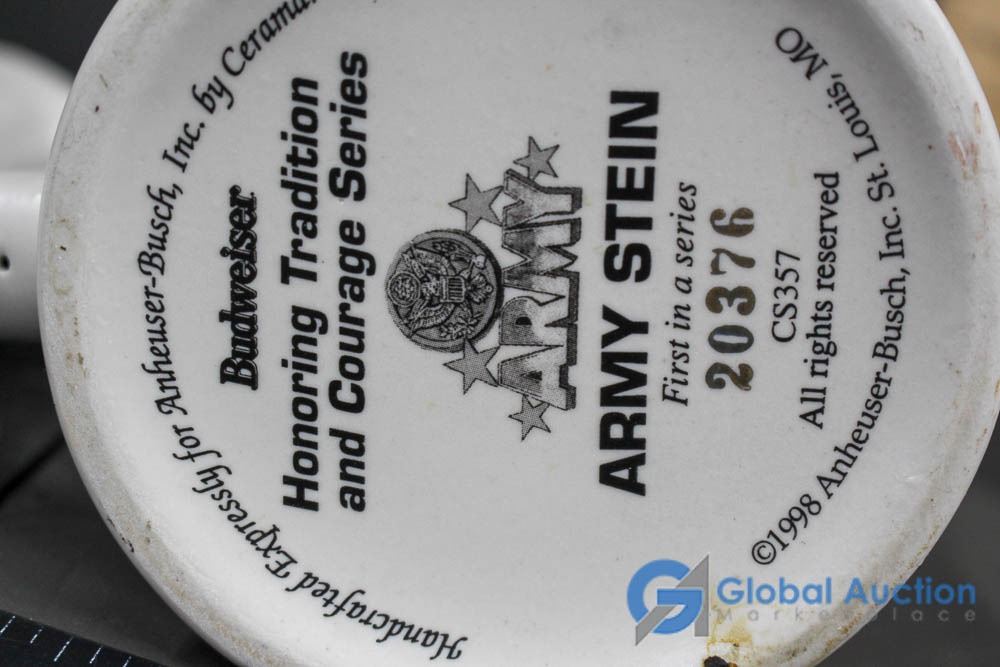 Handcrafted Expressly for Anheuser-Busch, Inc. by
Budweiser
Honoring Tradition
and Courage Series
ARMY
ARMY STEIN
First in a series
20376
CS357
All rights reserved
©1998 Anheuser-Busch, Inc. St. Louis, MO
Global Auction
Marketplace